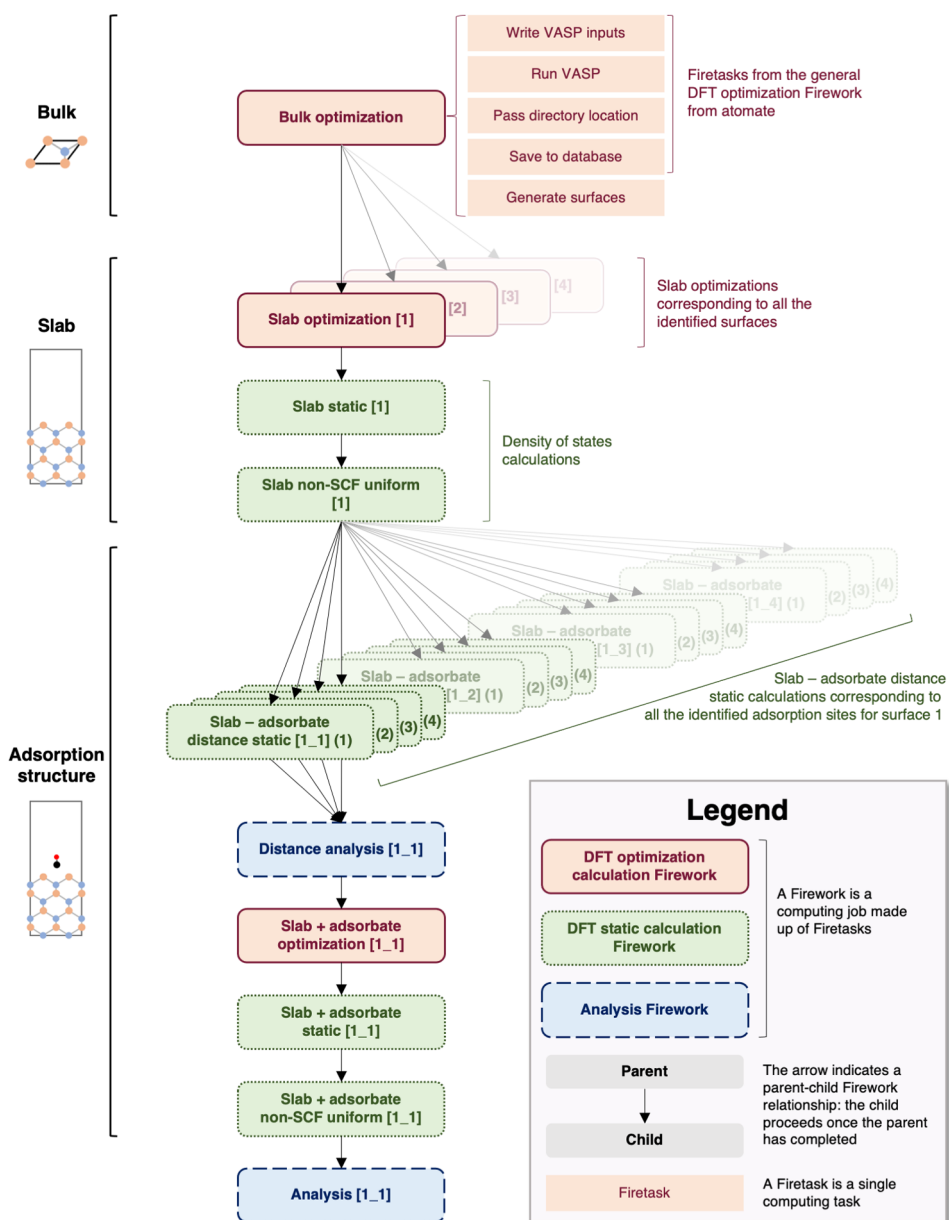 Bulk
Bulk optimization
Write VASP inputs
Run VASP
Pass directory location
Save to database
Generate surfaces
Firetasks from the general
DFT optimization Firework
from atomate
Slab
Slab optimization [1]
[2]
[3]
[4]
Slab optimizations
corresponding to all the
identified surfaces
Slab static [1]
Slab non-SCF uniform
[1]
Density of states
calculations
Adsorption
structure
Slab – adsorbate
distance static [1_1] (1)
(2)
(3)
(4)
Slab – adsorbate
[1_2] (1)
(2)
(3)
(4)
Slab – adsorbate
[1_3] (1)
(2)
(3)
(4)
Slab – adsorbate
[1_4] (1)
(2)
(3)
(4)
Slab – adsorbate distance
static calculations corresponding to
all the identified adsorption sites for surface 1
Distance analysis [1_1]
Slab + adsorbate
optimization [1_1]
Slab + adsorbate
static [1_1]
Slab + adsorbate
non-SCF uniform [1_1]
Analysis [1_1]
Legend
DFT optimization
calculation Firework
DFT static calculation
Firework
Analysis Firework
A Firework is a
computing job made
up of Firetasks
Parent
Child
The arrow indicates a
parent-child Firework
relationship: the child
proceeds once the parent
has completed
Firetask
A Firetask is a single
computing task